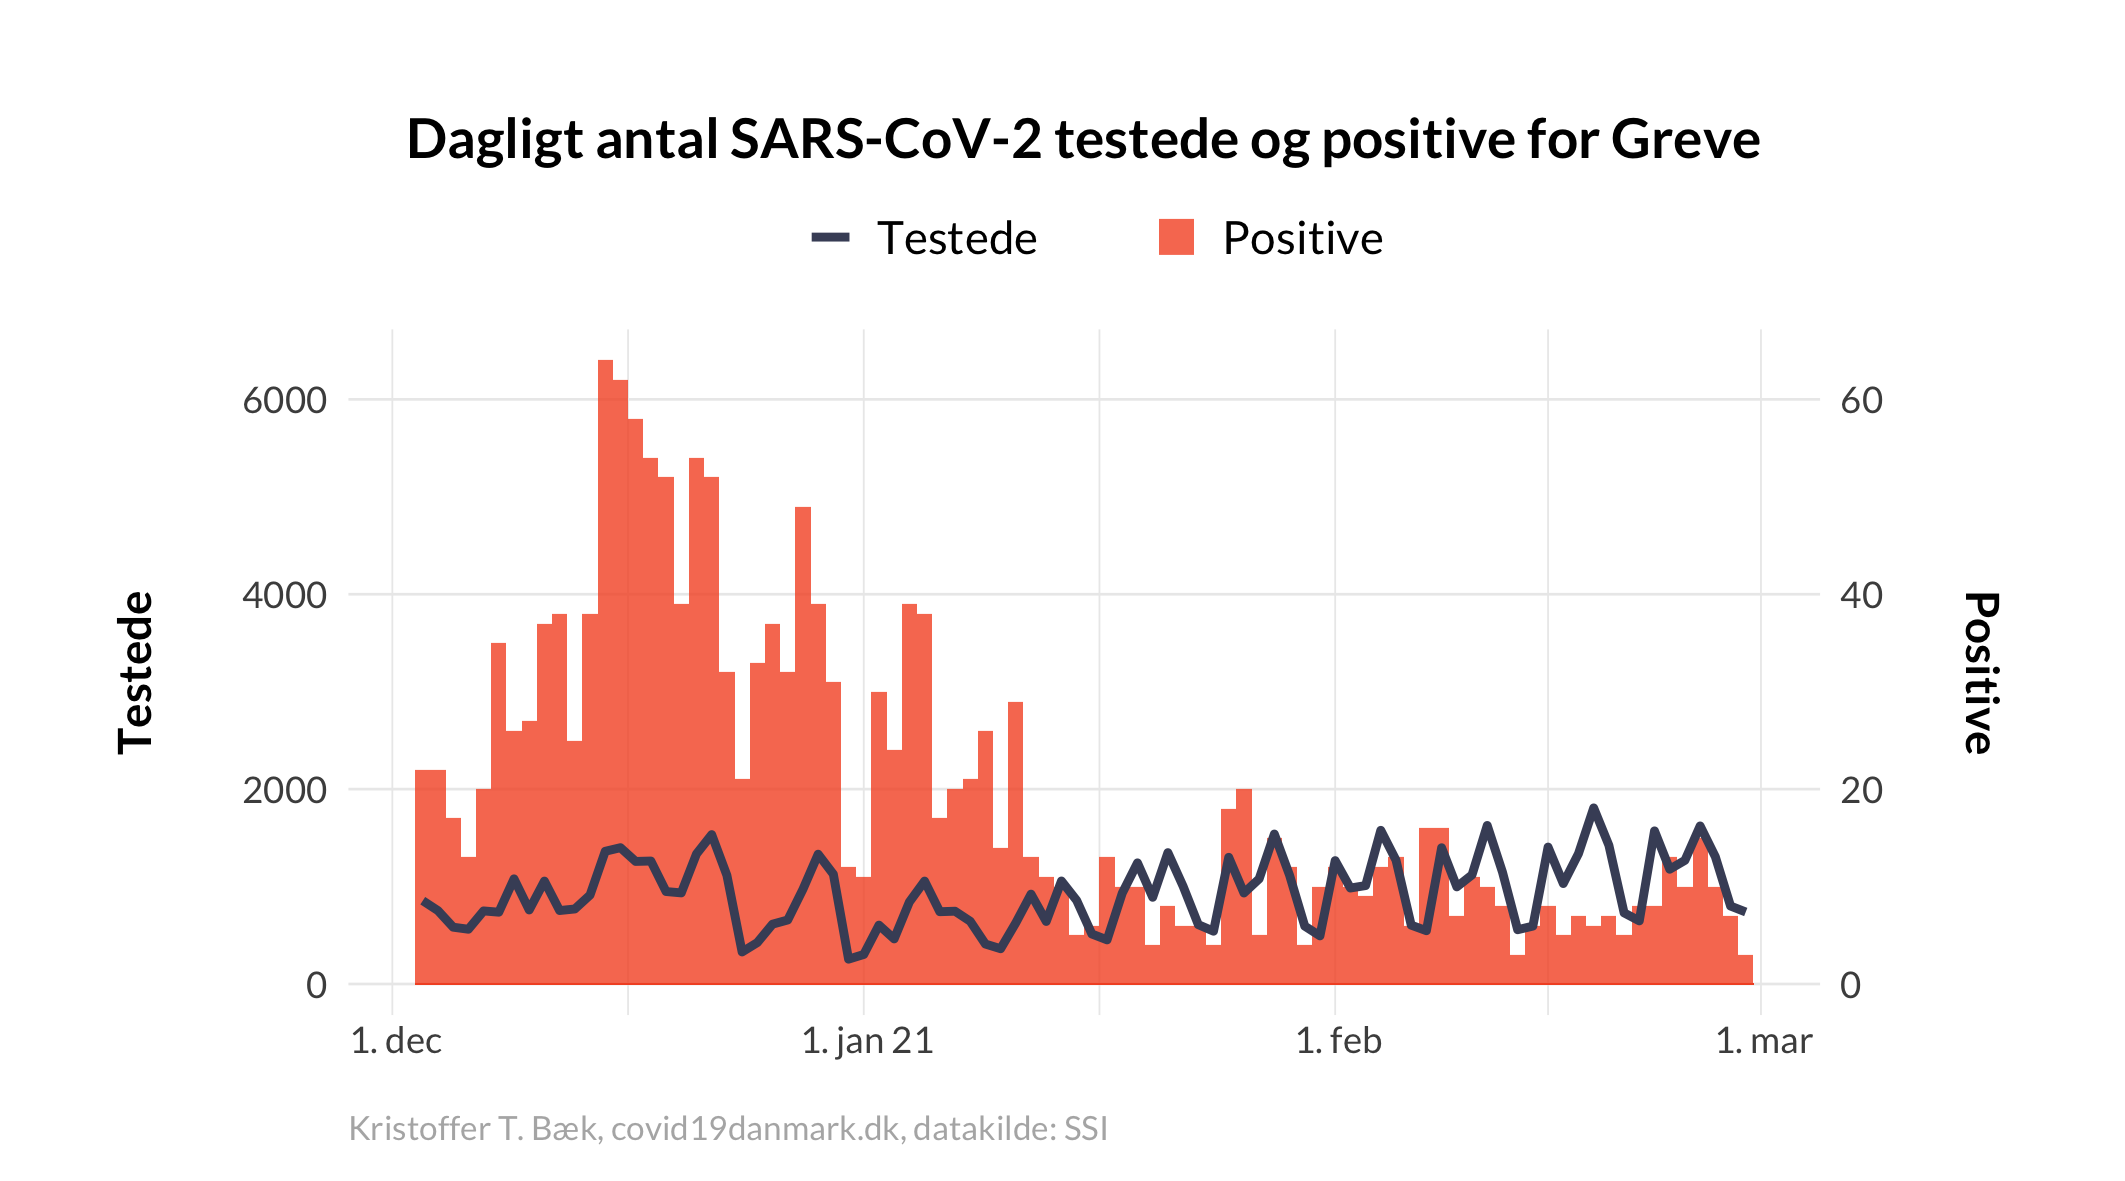 Dagligt antal SARS-CoV-2 testede og positive for Greve
Testede
Positive
6000
4000
2000
0
Testede
60
40
20
0
Positive
1. dec
1. jan 21
1. feb
1. mar
Kristoffer T. Bæk, covid19danmark.dk, datakilde: SSI